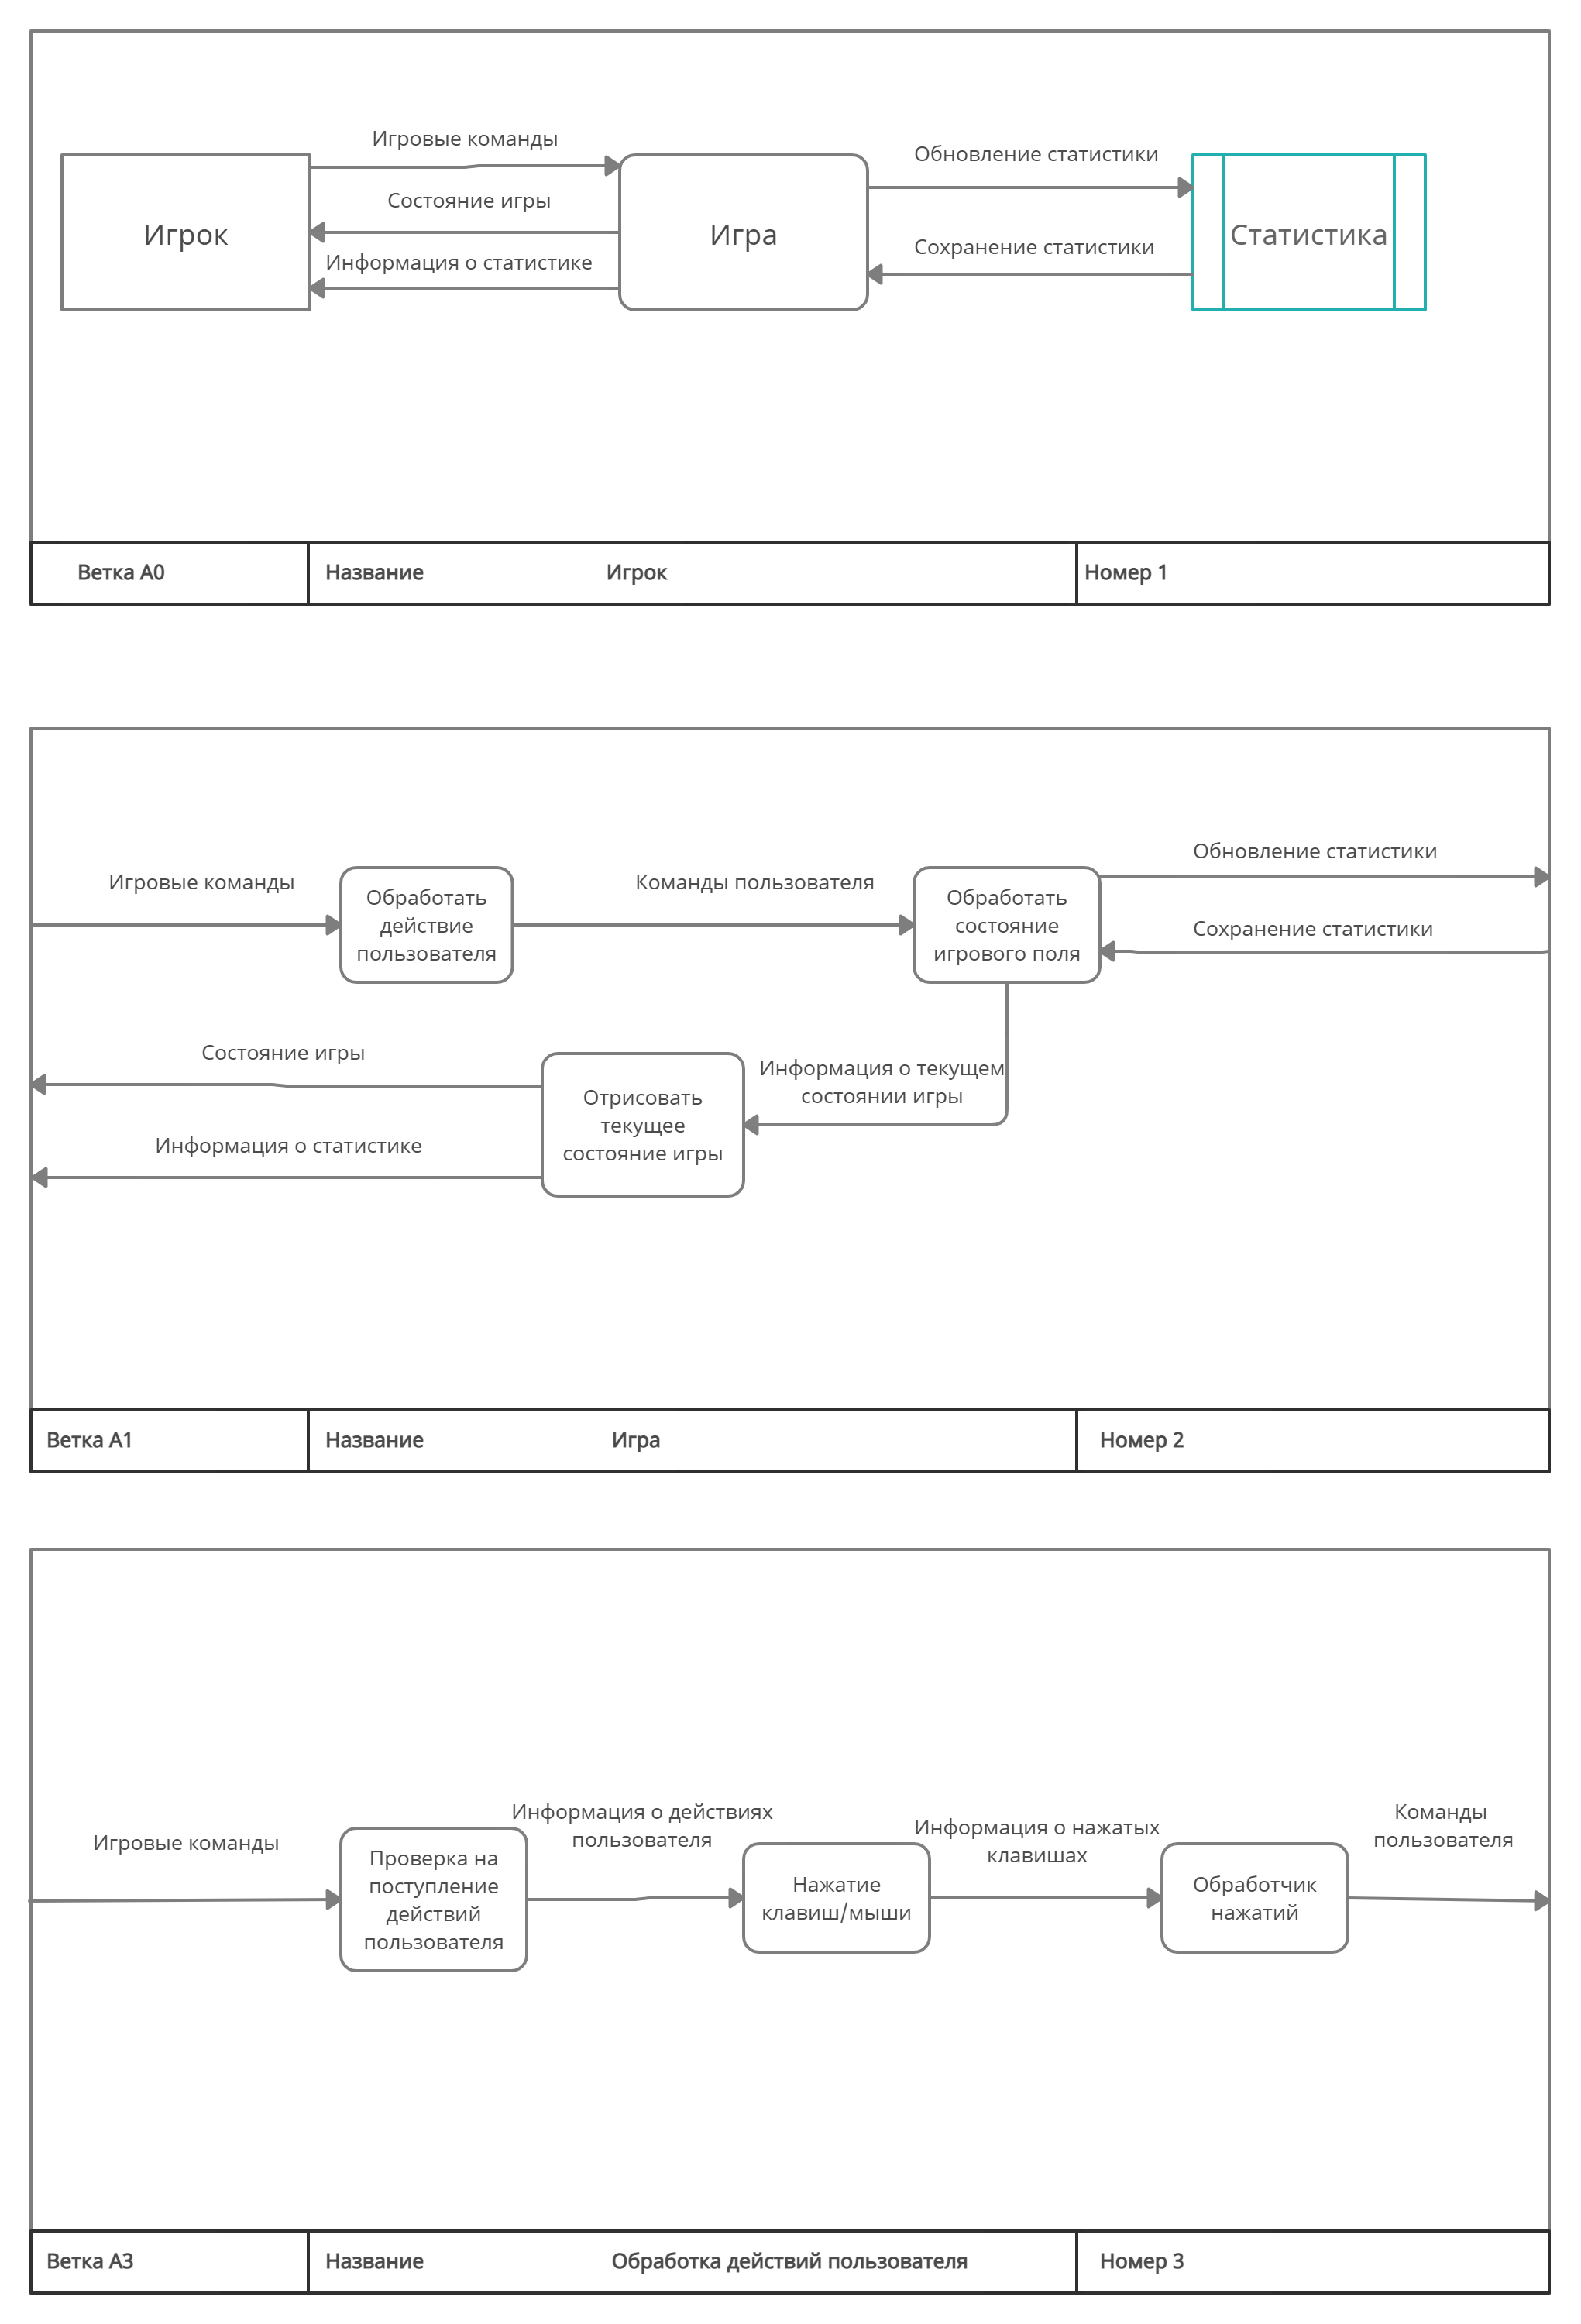 Игровые команды
Обновление статистики
Состояние игры
Игрок
Игра
Статистика
Сохранение статистики
Информация о статистике
Ветка А0
Название
Игрок
Номер 1
Обновление статистики
Игровые команды
Команды пользователя
Обработать
действие
пользователя
Обработать
состояние
игрового поля
Сохранение статистики
Состояние игры
Информация о текущем
состоянии игры
Отрисовать
текущее
состояние игры
Информация о статистике
Ветка А1
Название
Игра
Номер 2
Информация о действиях
пользователя
Информация о нажатых
клавишах
Команды
пользователя
Игровые команды
Проверка на
поступление
действий
пользователя
Нажатие
клавиш/мыши
Обработчик
нажатий
Ветка А3
Название
Обработка действий пользователя
Номер 3